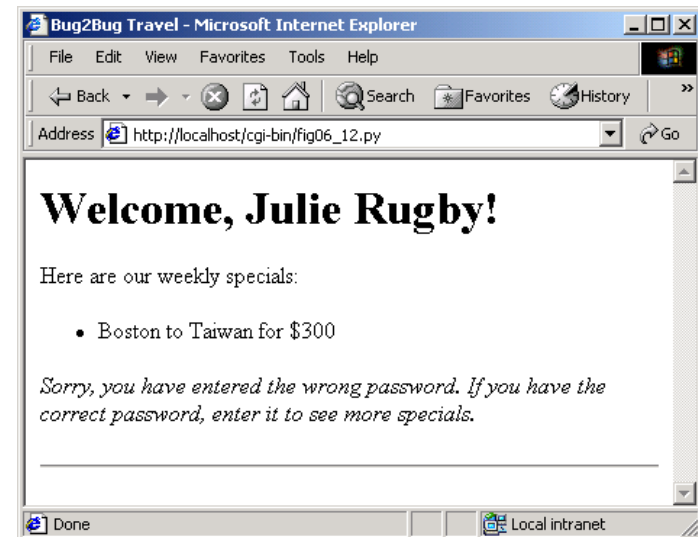 Bug2Bug Travel - Microsoft Internet Explorer
File Edit View Favorites Tools Help
Back Search Favorites History »
Address http://localhost/cgi-bin/fig06_12.py Go
Welcome, Julie Rugby!
Here are our weekly specials:
• Boston to Taiwan for $300
Sorry, you have entered the wrong password. If you have the
correct password, enter it to see more specials.
Done Local intranet